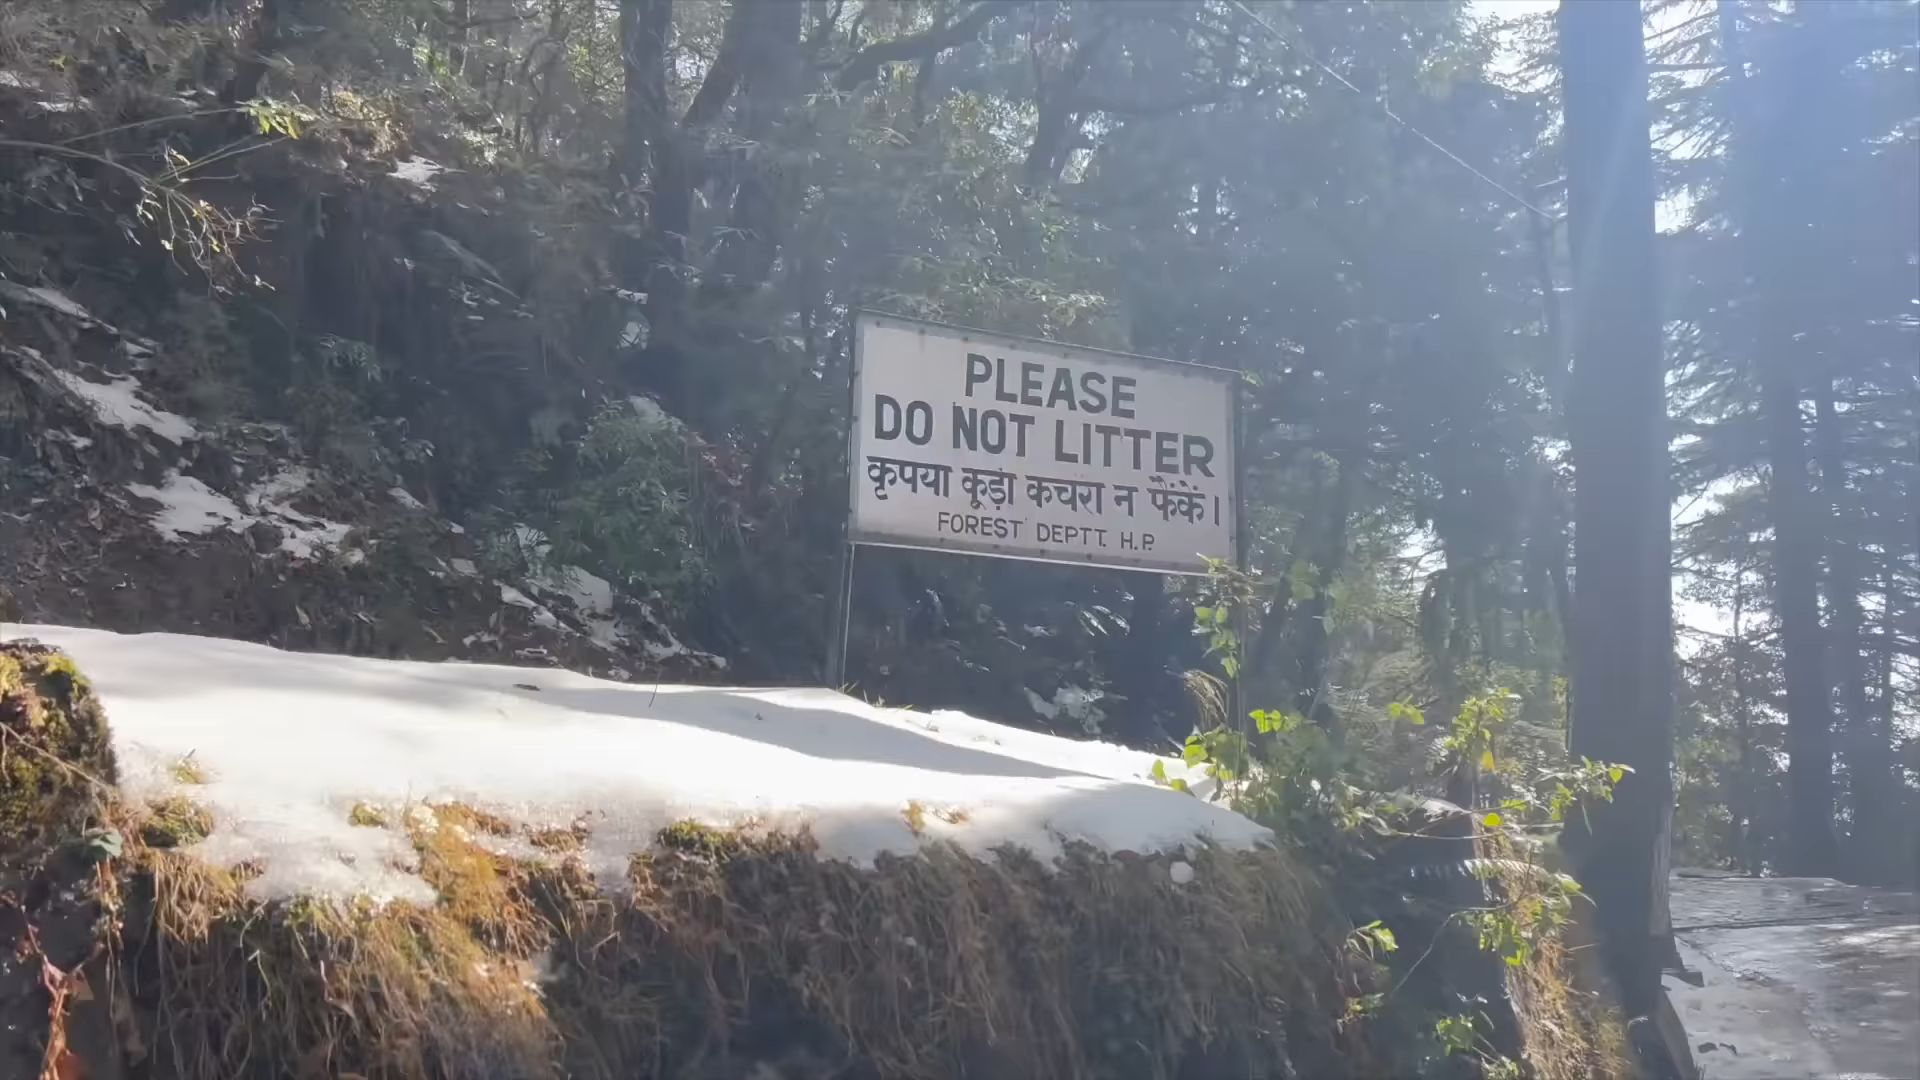 PLEASE
DO NOT LITTER
कृपया कूड़ा कचरा न फैंकें।
FOREST DEPTT. H.P.